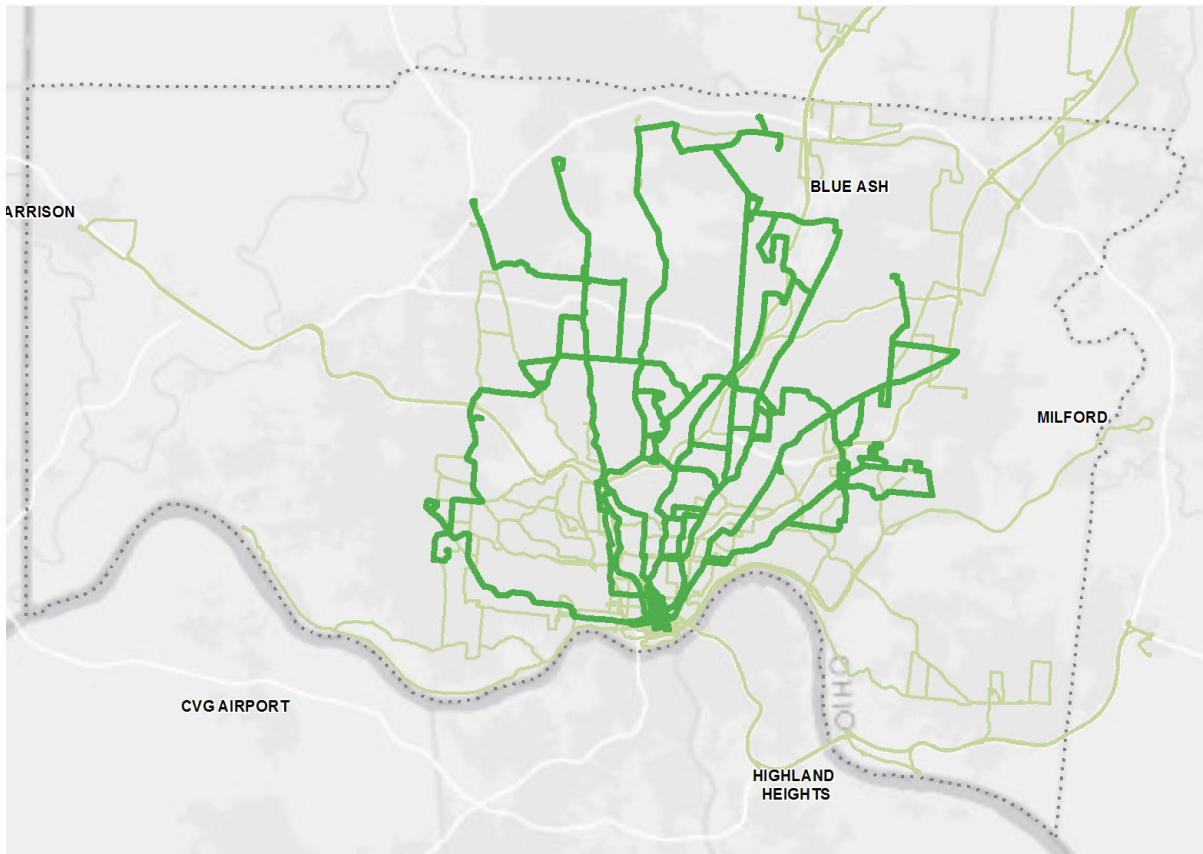 BLUE ASH
ARRISON
MILFORD
OHIO
CVG AIRPORT
HIGHLAND
HEIGHTS